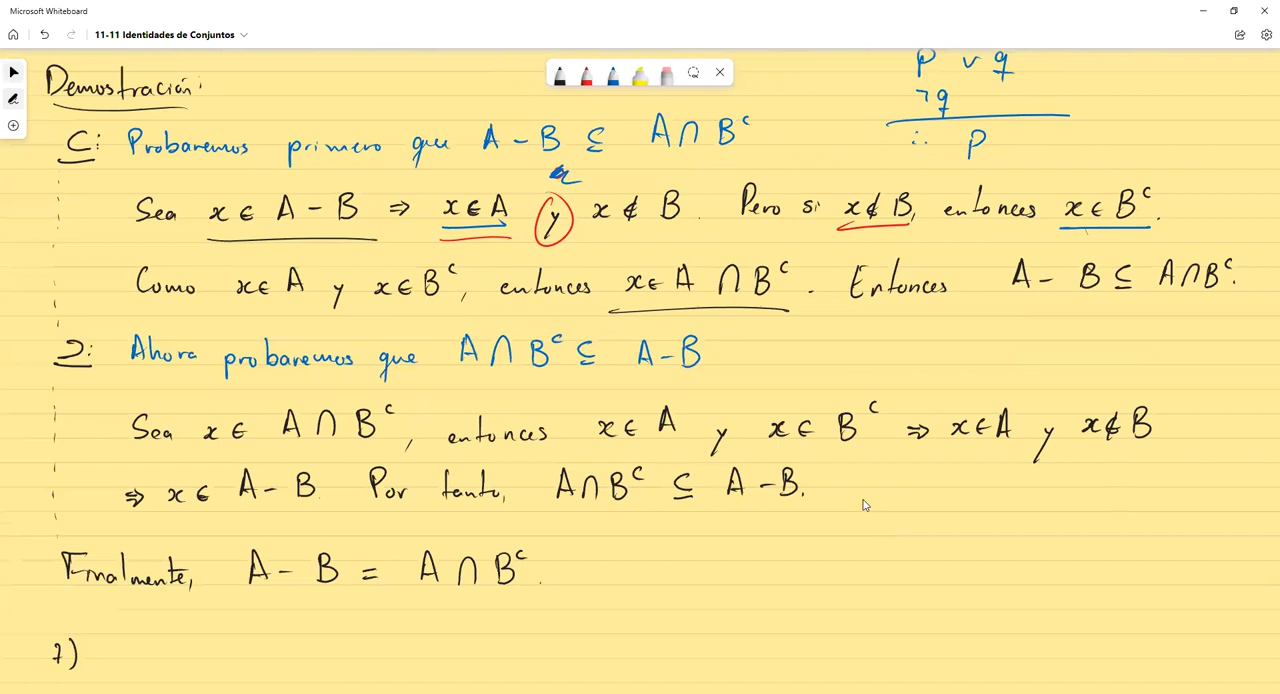 Microsoft Whiteboard
11-11 Identidades de Conjuntos
Demostración:
p ∨ q
¬q
∴ p
⊆: Probaremos primero que A - B ⊆ A ∩ Bᶜ
Sea x ∈ A - B ⇒ x ∈ A y x ∉ B. Pero si x ∉ B, entonces x ∈ Bᶜ.
Como x ∈ A y x ∈ Bᶜ, entonces x ∈ A ∩ Bᶜ. Entonces A - B ⊆ A ∩ Bᶜ.
⊇: Ahora probaremos que A ∩ Bᶜ ⊆ A - B
Sea x ∈ A ∩ Bᶜ, entonces x ∈ A y x ∈ Bᶜ ⇒ x ∈ A y x ∉ B
⇒ x ∈ A - B. Por tanto, A ∩ Bᶜ ⊆ A - B.
Finalmente, A - B = A ∩ Bᶜ.
7)